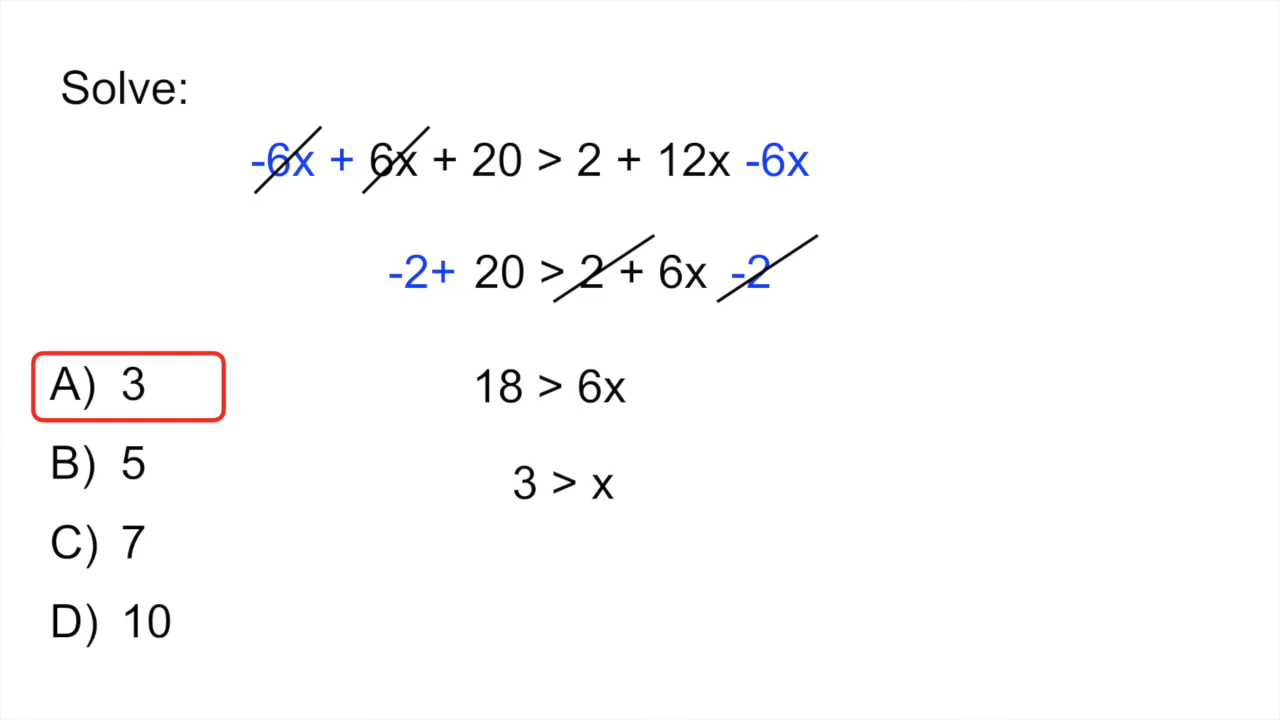 Solve:
-6x + 6x + 20 > 2 + 12x -6x
-2+ 20 > 2 + 6x -2
A) 3
18 > 6x
B) 5
3 > x
C) 7
D) 10